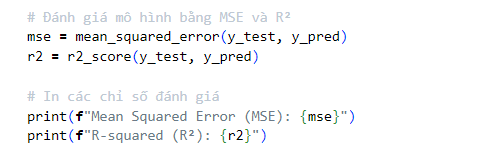 # Đánh giá mô hình bằng MSE và R²
mse = mean_squared_error(y_test, y_pred)
r2 = r2_score(y_test, y_pred)
# In các chỉ số đánh giá
print(f"Mean Squared Error (MSE): {mse}")
print(f"R-squared (R²): {r2}")